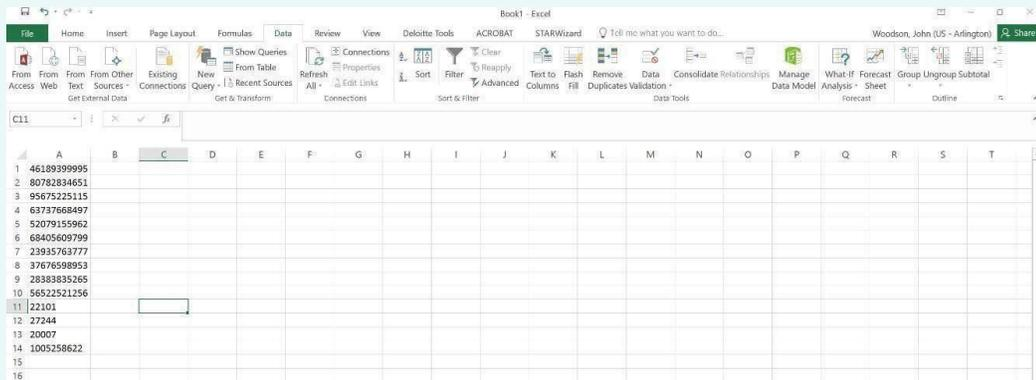 Book1 - Excel
File Home Insert Page Layout Formulas Data Review View Deloitte Tools ACROBAT STARWizard Tell me what you want to do... Woodson, John (US - Arlington) Share
Show Queries Connections Clear
From Table Properties Reapply
Recent Sources Edit Links Advanced
From From From From Other Existing New Refresh Sort Filter Text to Flash Remove Data Consolidate Relationships Manage What-If Forecast Group Ungroup Subtotal
Access Web Text Sources Connections Query All Columns Fill Duplicates Validation Data Model Analysis Sheet
Get External Data Get & Transform Connections Sort & Filter Data Tools Forecast Outline
C11 fx
A B C D E F G H I J K L M N O P Q R S T
1 46189399995
2 80782834651
3 95675225115
4 63737668497
5 52079155962
6 68405609799
7 23935763777
8 37676598953
9 28383835265
10 56522521256
11 22101
12 27244
13 20007
14 1005258622
15
16